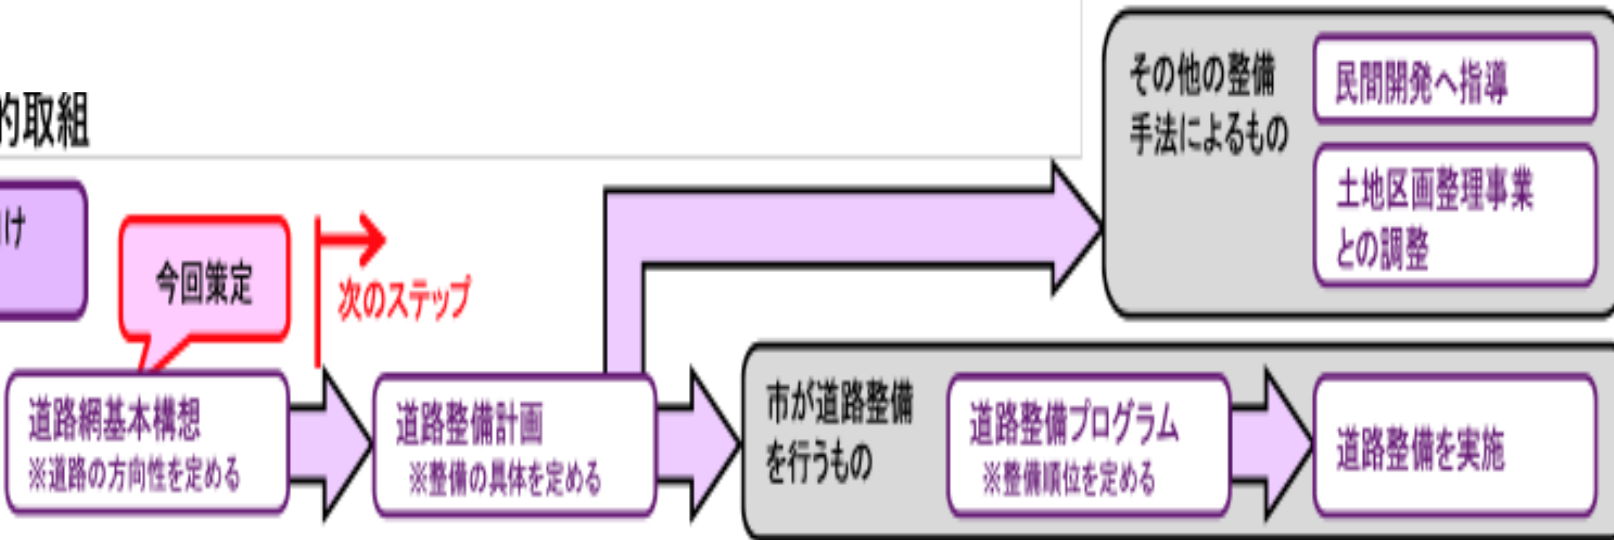 的取組
け
今回策定
次のステップ
道路網基本構想
※道路の方向性を定める
道路整備計画
※整備の具体を定める
その他の整備
手法によるもの
民間開発へ指導
土地区画整理事業
との調整
市が道路整備
を行うもの
道路整備プログラム
※整備順位を定める
道路整備を実施